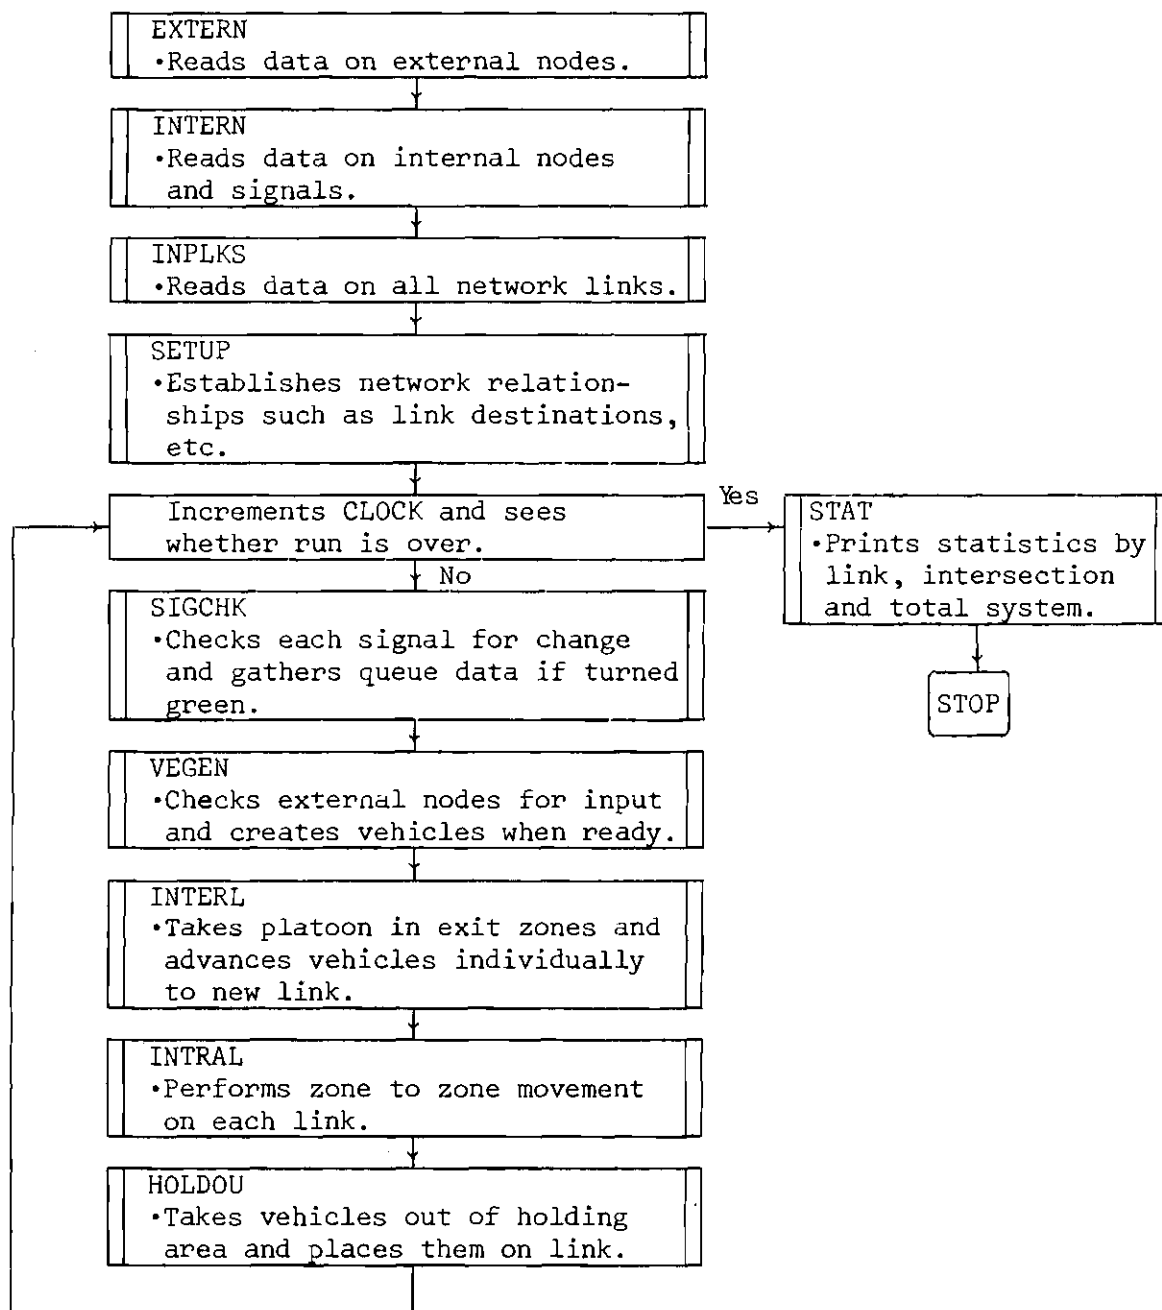 EXTERN
•Reads data on external nodes.
INTERN
•Reads data on internal nodes
and signals.
INPLKS
•Reads data on all network links.
SETUP
•Establishes network relation-
ships such as link destinations,
etc.
Increments CLOCK and sees
whether run is over.
Yes
STAT
•Prints statistics by
link, intersection
and total system.
STOP
No
SIGCHK
•Checks each signal for change
and gathers queue data if turned
green.
VEGEN
•Checks external nodes for input
and creates vehicles when ready.
INTERL
•Takes platoon in exit zones and
advances vehicles individually
to new link.
INTRAL
•Performs zone to zone movement
on each link.
HOLDOU
•Takes vehicles out of holding
area and places them on link.